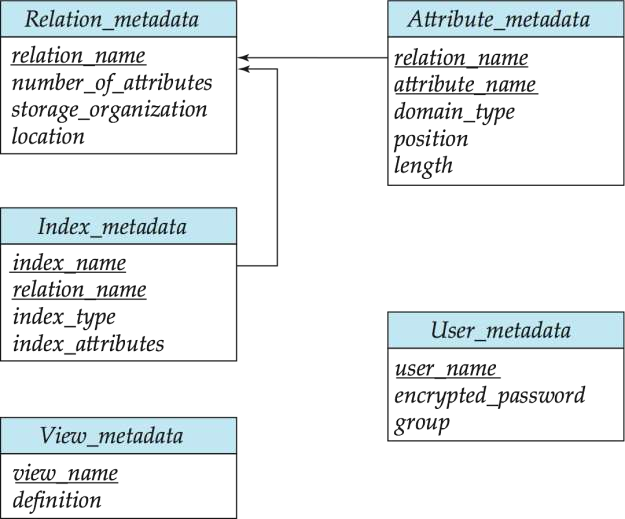 Relation_metadata
relation_name
number_of_attributes
storage_organization
location
Attribute_metadata
relation_name
attribute_name
domain_type
position
length
Index_metadata
index_name
relation_name
index_type
index_attributes
User_metadata
user_name
encrypted_password
group
View_metadata
view_name
definition